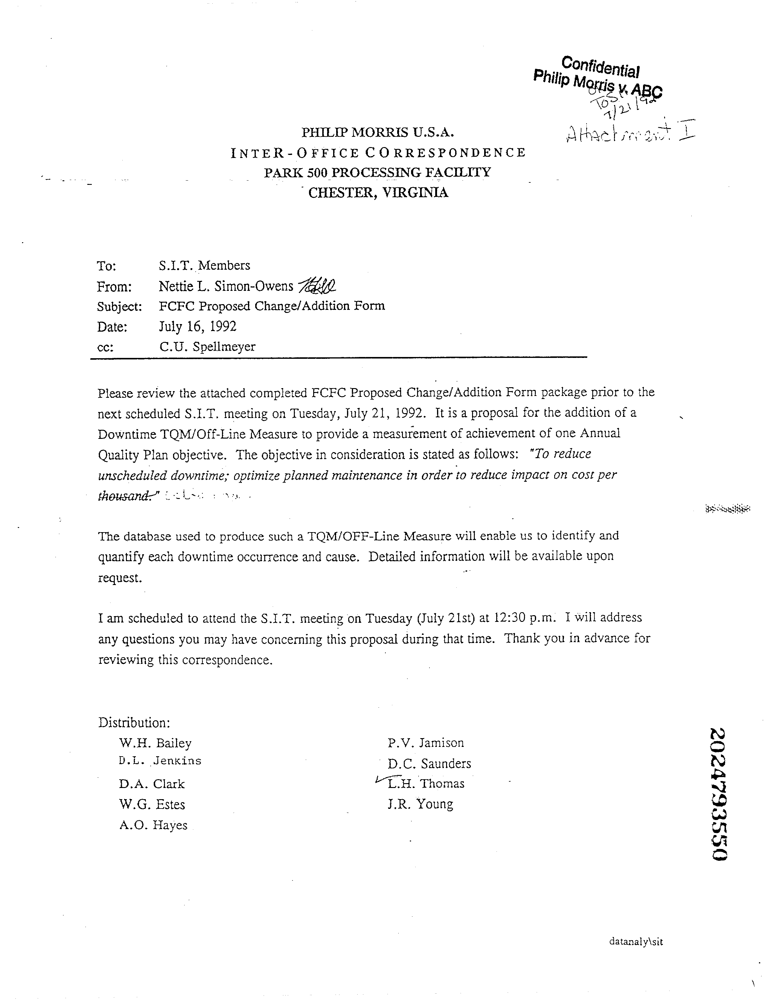 Confidential
Philip Morris v. ABC
7/21/92
Attachment I
PHILIP MORRIS U.S.A.
INTER-OFFICE CORRESPONDENCE
PARK 500 PROCESSING FACILITY
CHESTER, VIRGINIA
To: S.I.T. Members
From: Nettie L. Simon-Owens
Subject: FCFC Proposed Change/Addition Form
Date: July 16, 1992
cc: C.U. Spellmeyer
Please review the attached completed FCFC Proposed Change/Addition Form package prior to the
next scheduled S.I.T. meeting on Tuesday, July 21, 1992. It is a proposal for the addition of a
Downtime TQM/Off-Line Measure to provide a measurement of achievement of one Annual
Quality Plan objective. The objective in consideration is stated as follows: "To reduce
unscheduled downtime; optimize planned maintenance in order to reduce impact on cost per
thousand."
The database used to produce such a TQM/OFF-Line Measure will enable us to identify and
quantify each downtime occurrence and cause. Detailed information will be available upon
request.
I am scheduled to attend the S.I.T. meeting on Tuesday (July 21st) at 12:30 p.m. I will address
any questions you may have concerning this proposal during that time. Thank you in advance for
reviewing this correspondence.
Distribution:
W.H. Bailey P.V. Jamison
D.L. Jenkins D.C. Saunders
D.A. Clark L.H. Thomas
W.G. Estes J.R. Young
A.O. Hayes
2024793550
datanaly\sit